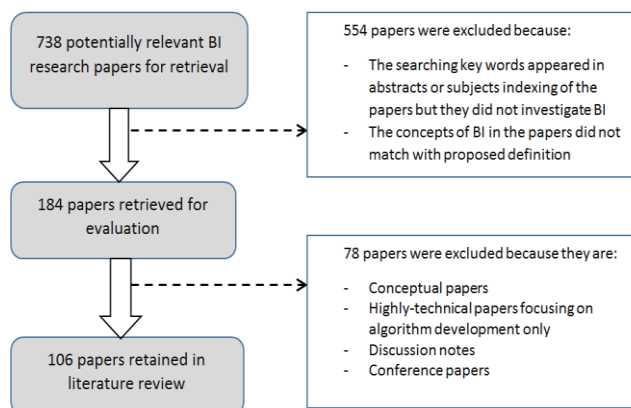 738 potentially relevant BI
research papers for retrieval
554 papers were excluded because:
- The searching key words appeared in
abstracts or subjects indexing of the
papers but they did not investigate BI
- The concepts of BI in the papers did not
match with proposed definition
184 papers retrieved for
evaluation
78 papers were excluded because they are:
- Conceptual papers
- Highly-technical papers focusing on
algorithm development only
- Discussion notes
- Conference papers
106 papers retained in
literature review